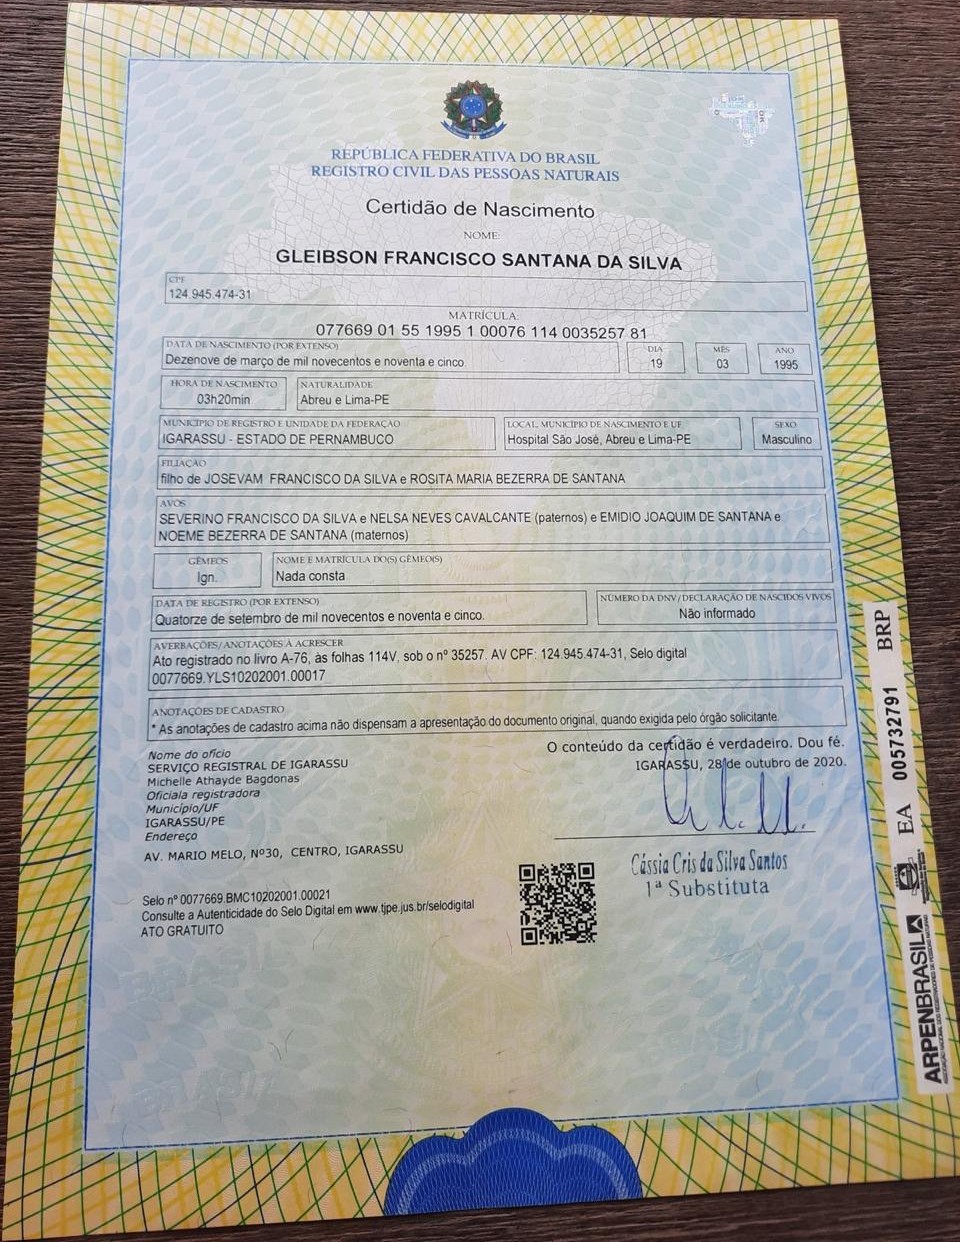 REPÚBLICA FEDERATIVA DO BRASIL
REGISTRO CIVIL DAS PESSOAS NATURAIS
Certidão de Nascimento
NOME:
GLEIBSON FRANCISCO SANTANA DA SILVA
CPF
124.945.474-31
MATRÍCULA:
077669 01 55 1995 1 00076 114 0035257 81
DATA DE NASCIMENTO (POR EXTENSO) DIA MÊS ANO
Dezenove de março de mil novecentos e noventa e cinco. 19 03 1995
HORA DE NASCIMENTO NATURALIDADE
03h20min Abreu e Lima-PE
MUNICÍPIO DE REGISTRO E UNIDADE DA FEDERAÇÃO LOCAL, MUNICÍPIO DE NASCIMENTO E UF SEXO
IGARASSU - ESTADO DE PERNAMBUCO Hospital São José, Abreu e Lima-PE Masculino
FILIAÇÃO
filho de JOSEVAM FRANCISCO DA SILVA e ROSITA MARIA BEZERRA DE SANTANA
AVÓS
SEVERINO FRANCISCO DA SILVA e NELSA NEVES CAVALCANTE (paternos) e EMIDIO JOAQUIM DE SANTANA e
NOEME BEZERRA DE SANTANA (maternos)
GÊMEOS NOME E MATRÍCULA DO(S) GÊMEO(S)
Ign. Nada consta.
DATA DE REGISTRO (POR EXTENSO) NÚMERO DA DNV/DECLARAÇÃO DE NASCIDOS VIVOS
Quatorze de setembro de mil novecentos e noventa e cinco. Não informado
AVERBAÇÕES/ANOTAÇÕES À ACRESCER
Ato registrado no livro A-76, às folhas 114V, sob o nº 35257. AV CPF: 124.945.474-31, Selo digital
0077669.YLS10202001.00017
ANOTAÇÕES DE CADASTRO
* As anotações de cadastro acima não dispensam a apresentação do documento original, quando exigida pelo órgão solicitante.
Nome do ofício
SERVIÇO REGISTRAL DE IGARASSU
Michelle Athayde Bagdonas
Oficiala registradora
Município/UF
IGARASSU/PE
Endereço
AV. MARIO MELO, Nº30, CENTRO, IGARASSU
O conteúdo da certidão é verdadeiro. Dou fé.
IGARASSU, 28 de outubro de 2020.
Cássia Cris da Silva Santos
1ª Substituta
Selo nº 0077669.BMC10202001.00021
Consulte a Autenticidade do Selo Digital em www.tjpe.jus.br/selodigital
ATO GRATUITO
EA 005732791 BRP
ARPENBRASIL
ASSOCIAÇÃO NACIONAL DOS REGISTRADORES DE PESSOAS NATURAIS
BRASIL
BRASIL